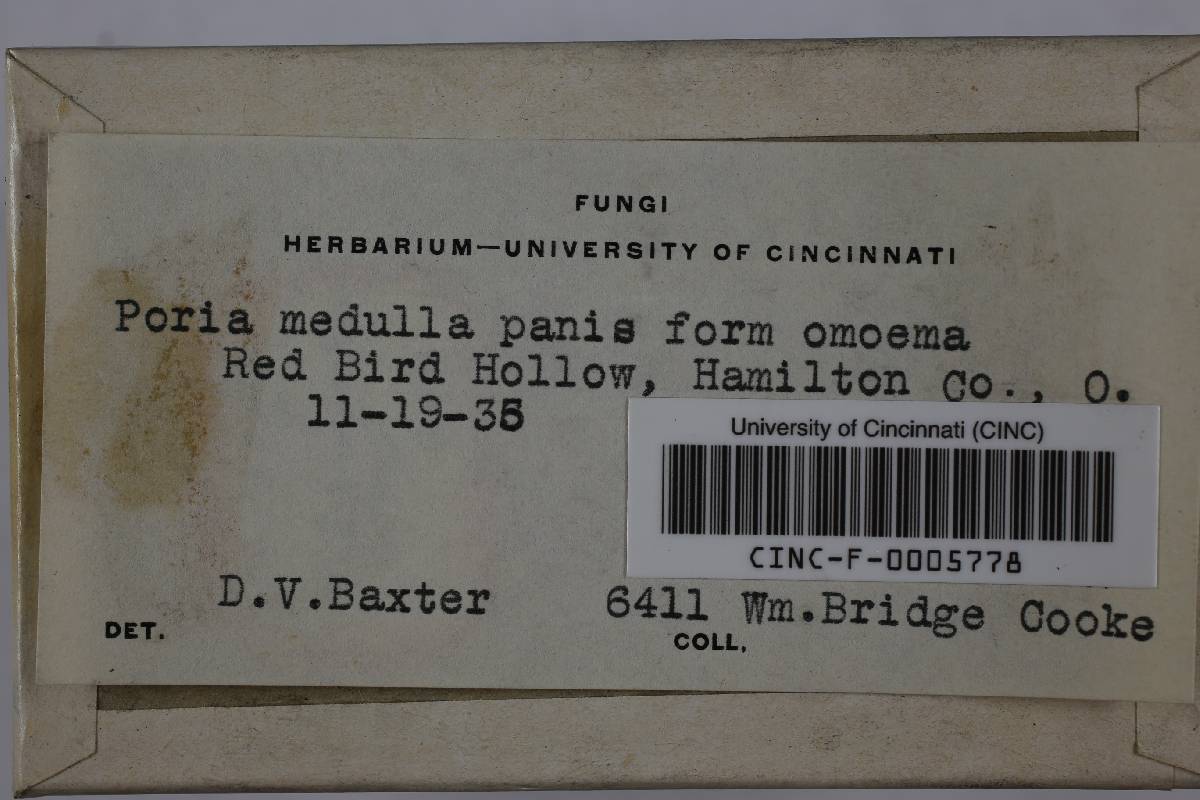 FUNGI
HERBARIUM—UNIVERSITY OF CINCINNATI
Poria medulla panis form omoema
Red Bird Hollow, Hamilton Co., O.
11-19-35
University of Cincinnati (CINC)
CINC-F-0005778
D.V.Baxter 6411 Wm.Bridge Cooke
DET. COLL.